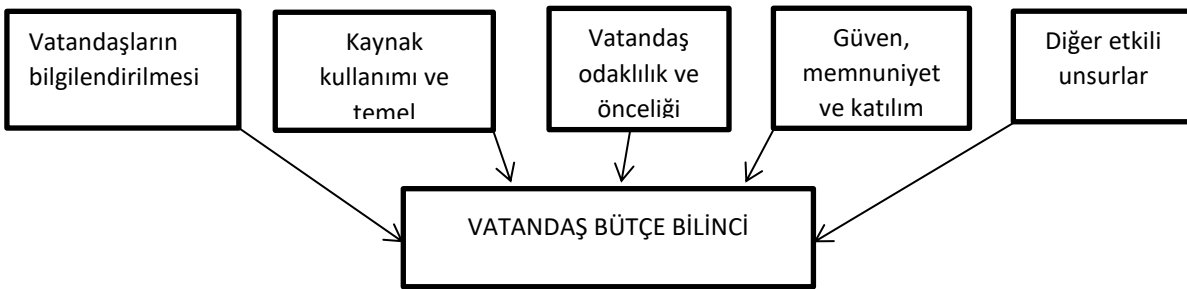 Vatandaşların
bilgilendirilmesi
Kaynak
kullanımı ve
temel
Vatandaş
odaklılık ve
önceliği
Güven,
memnuniyet
ve katılım
Diğer etkili
unsurlar
VATANDAŞ BÜTÇE BİLİNCİ